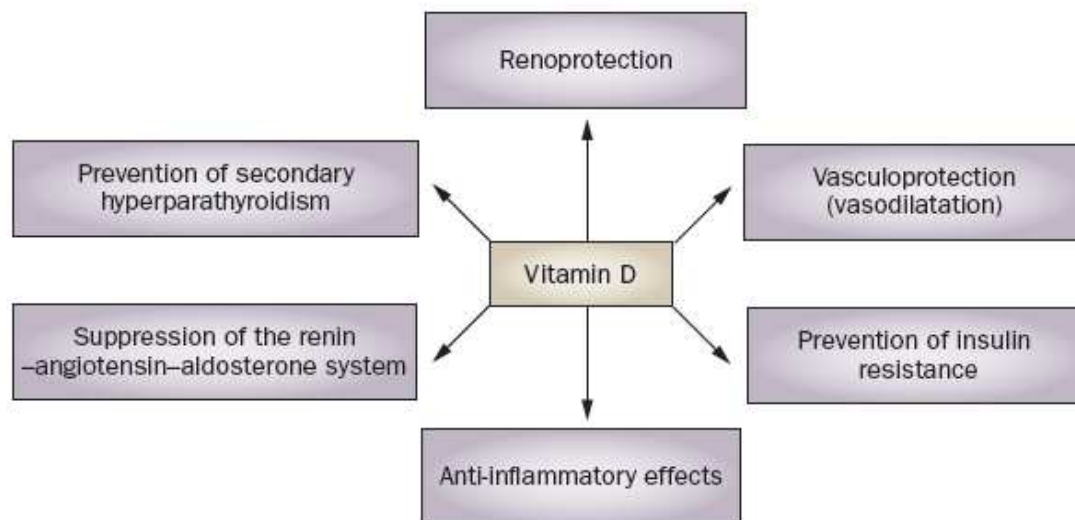 Renoprotection
Prevention of secondary
hyperparathyroidism
Vasculoprotection
(vasodilatation)
Vitamin D
Suppression of the renin
–angiotensin–aldosterone system
Prevention of insulin
resistance
Anti-inflammatory effects